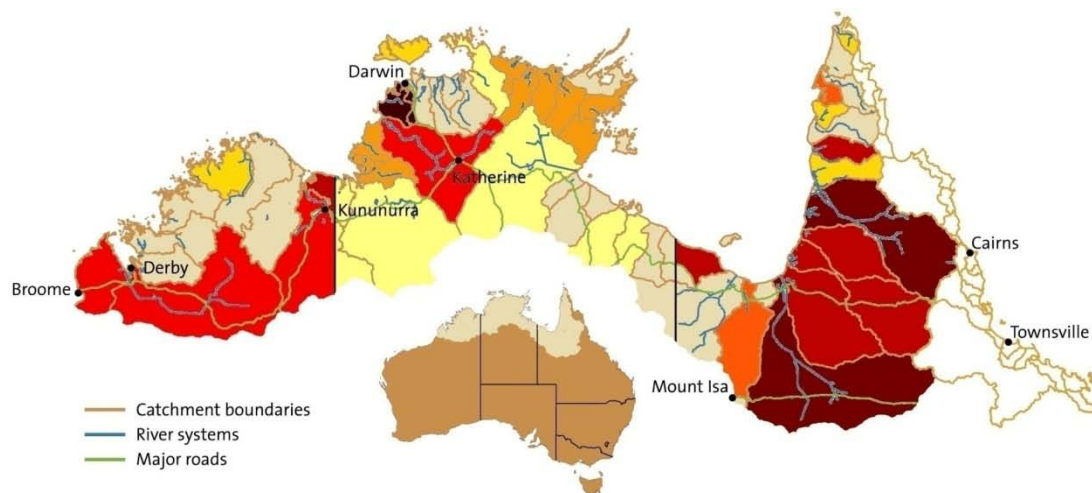 Darwin
Katherine
Kununurra
Derby
Broome
Cairns
Townsville
Mount Isa
Catchment boundaries
River systems
Major roads